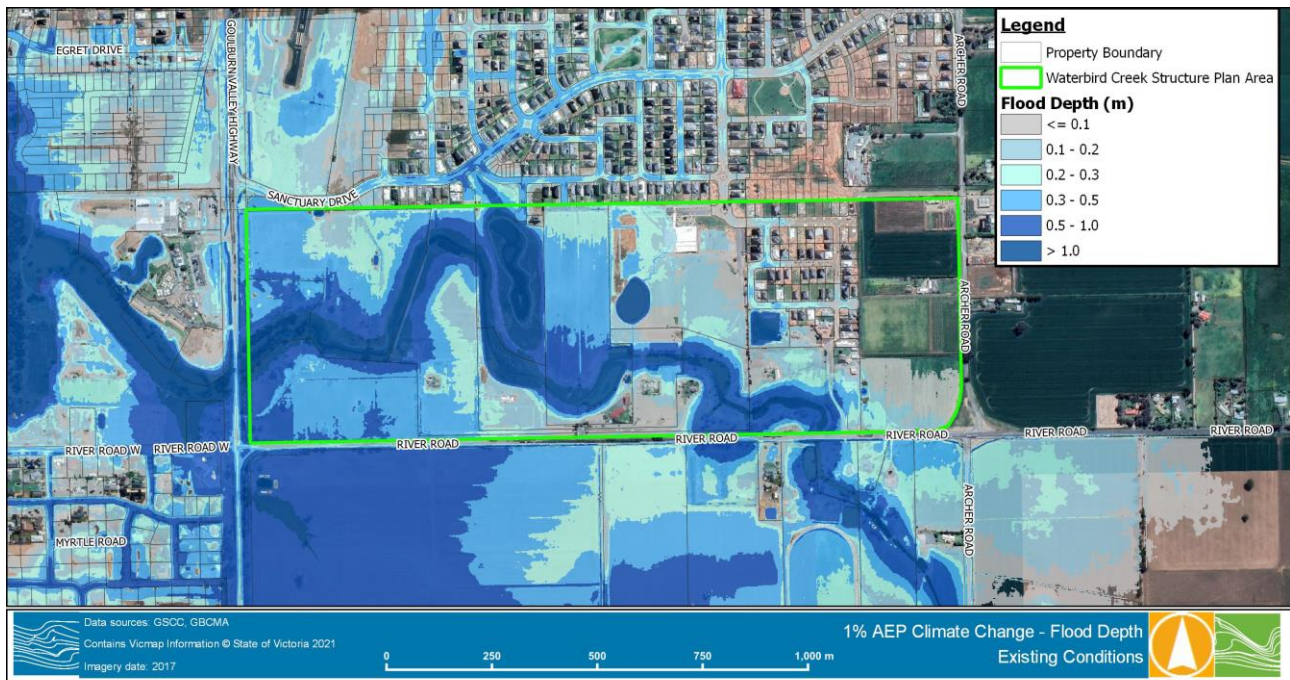 EGRET DRIVE
GOULBURN VALLEY HIGHWAY
ARCHER ROAD
SANCTUARY DRIVE
ARCHER ROAD
RIVER ROAD W
RIVER ROAD W
RIVER ROAD
RIVER ROAD
RIVER ROAD
RIVER ROAD
RIVER ROAD
MYRTLE ROAD
ARCHER ROAD
Legend
Property Boundary
Waterbird Creek Structure Plan Area
Flood Depth (m)
<= 0.1
0.1 - 0.2
0.2 - 0.3
0.3 - 0.5
0.5 - 1.0
> 1.0
Data sources: GSCC, GBCMA
Contains Vicmap Information © State of Victoria 2021
Imagery date: 2017
0 250 500 750 1,000 m
1% AEP Climate Change - Flood Depth
Existing Conditions